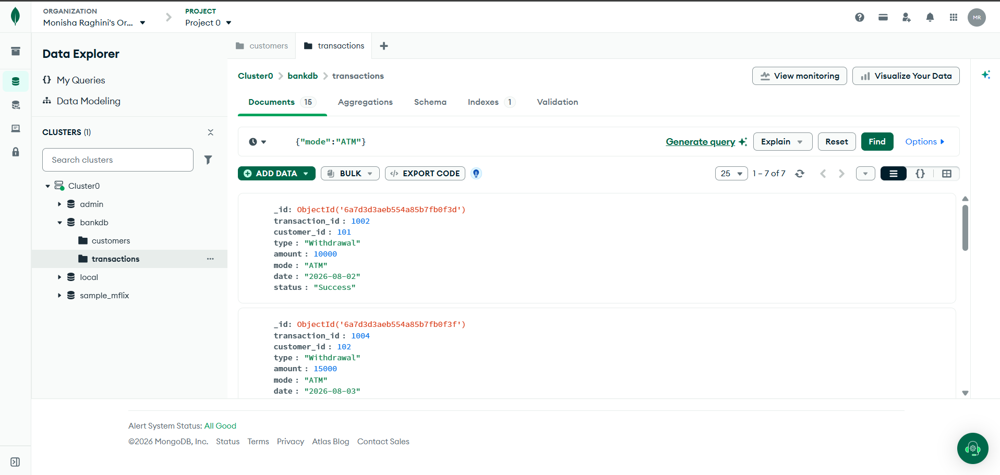 ORGANIZATION
Monisha Raghini's Or...
PROJECT
Project 0
MR
Data Explorer
My Queries
Data Modeling
CLUSTERS (1)
Search clusters
Cluster0
admin
bankdb
customers
transactions
local
sample_mflix
customers
transactions
Cluster0 > bankdb > transactions
View monitoring
Visualize Your Data
Documents 15
Aggregations
Schema
Indexes 1
Validation
{"mode":"ATM"}
Generate query
Explain
Reset
Find
Options
ADD DATA
BULK
</> EXPORT CODE
25
1 – 7 of 7
{}
_id: ObjectId('6a7d3d3aeb554a85b7fb0f3d')
transaction_id : 1002
customer_id : 101
type : "Withdrawal"
amount : 10000
mode : "ATM"
date : "2026-08-02"
status : "Success"
_id: ObjectId('6a7d3d3aeb554a85b7fb0f3f')
transaction_id : 1004
customer_id : 102
type : "Withdrawal"
amount : 15000
mode : "ATM"
date : "2026-08-03"
Alert System Status: All Good
©2026 MongoDB, Inc. Status Terms Privacy Atlas Blog Contact Sales